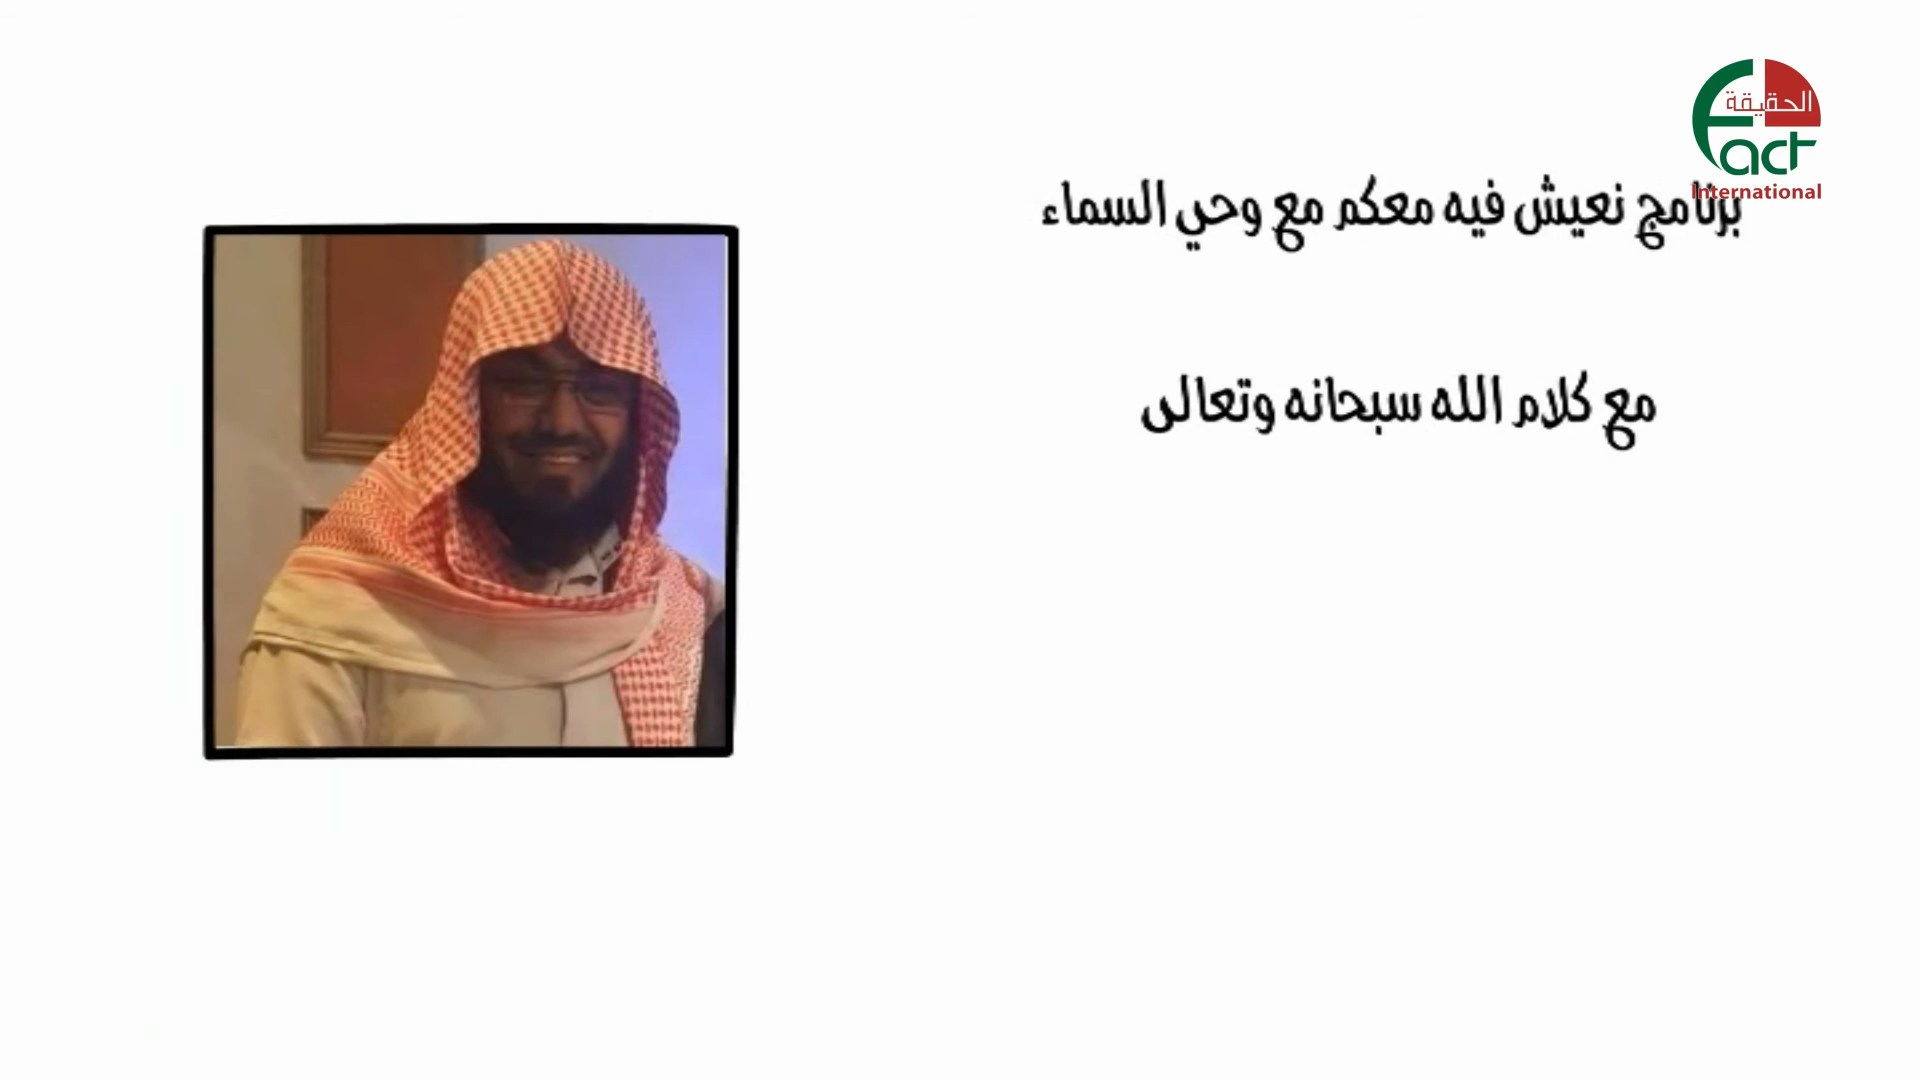 الحقيقة
Fact
International
برنامج نعيش فيه معكم مع وحي السماء
مع كلام الله سبحانه وتعالى